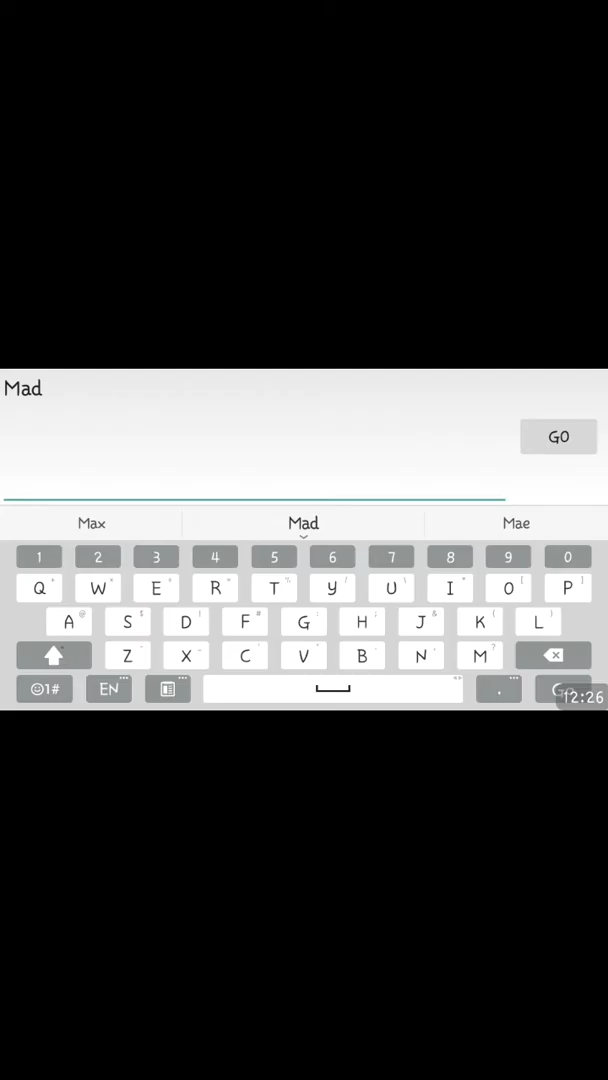 Mad
GO
Max Mad Mae
1 2 3 4 5 6 7 8 9 0
Q W E R T Y U I O P
A S D F G H J K L
Z X C V B N M
☺1# EN . Go
12:26